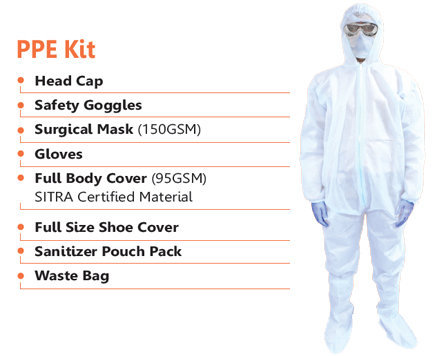 PPE Kit
Head Cap
Safety Goggles
Surgical Mask (150GSM)
Gloves
Full Body Cover (95GSM)
SITRA Certified Material
Full Size Shoe Cover
Sanitizer Pouch Pack
Waste Bag